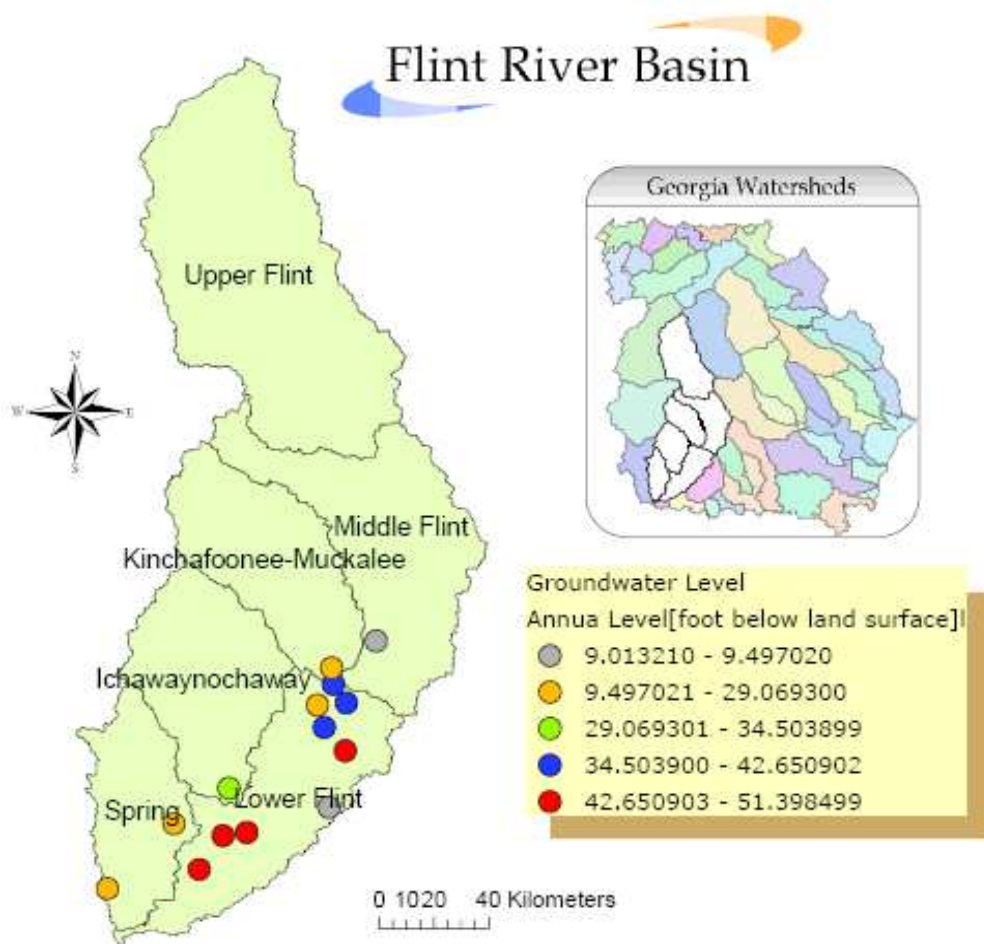 Flint River Basin
Georgia Watersheds
Upper Flint
N
W E
S
Middle Flint
Kinchafoonee-Muckalee
Ichawaynochaway
Lower Flint
Spring
Groundwater Level
Annua Level[foot below land surface]l
9.013210 - 9.497020
9.497021 - 29.069300
29.069301 - 34.503899
34.503900 - 42.650902
42.650903 - 51.398499
0 1020 40 Kilometers